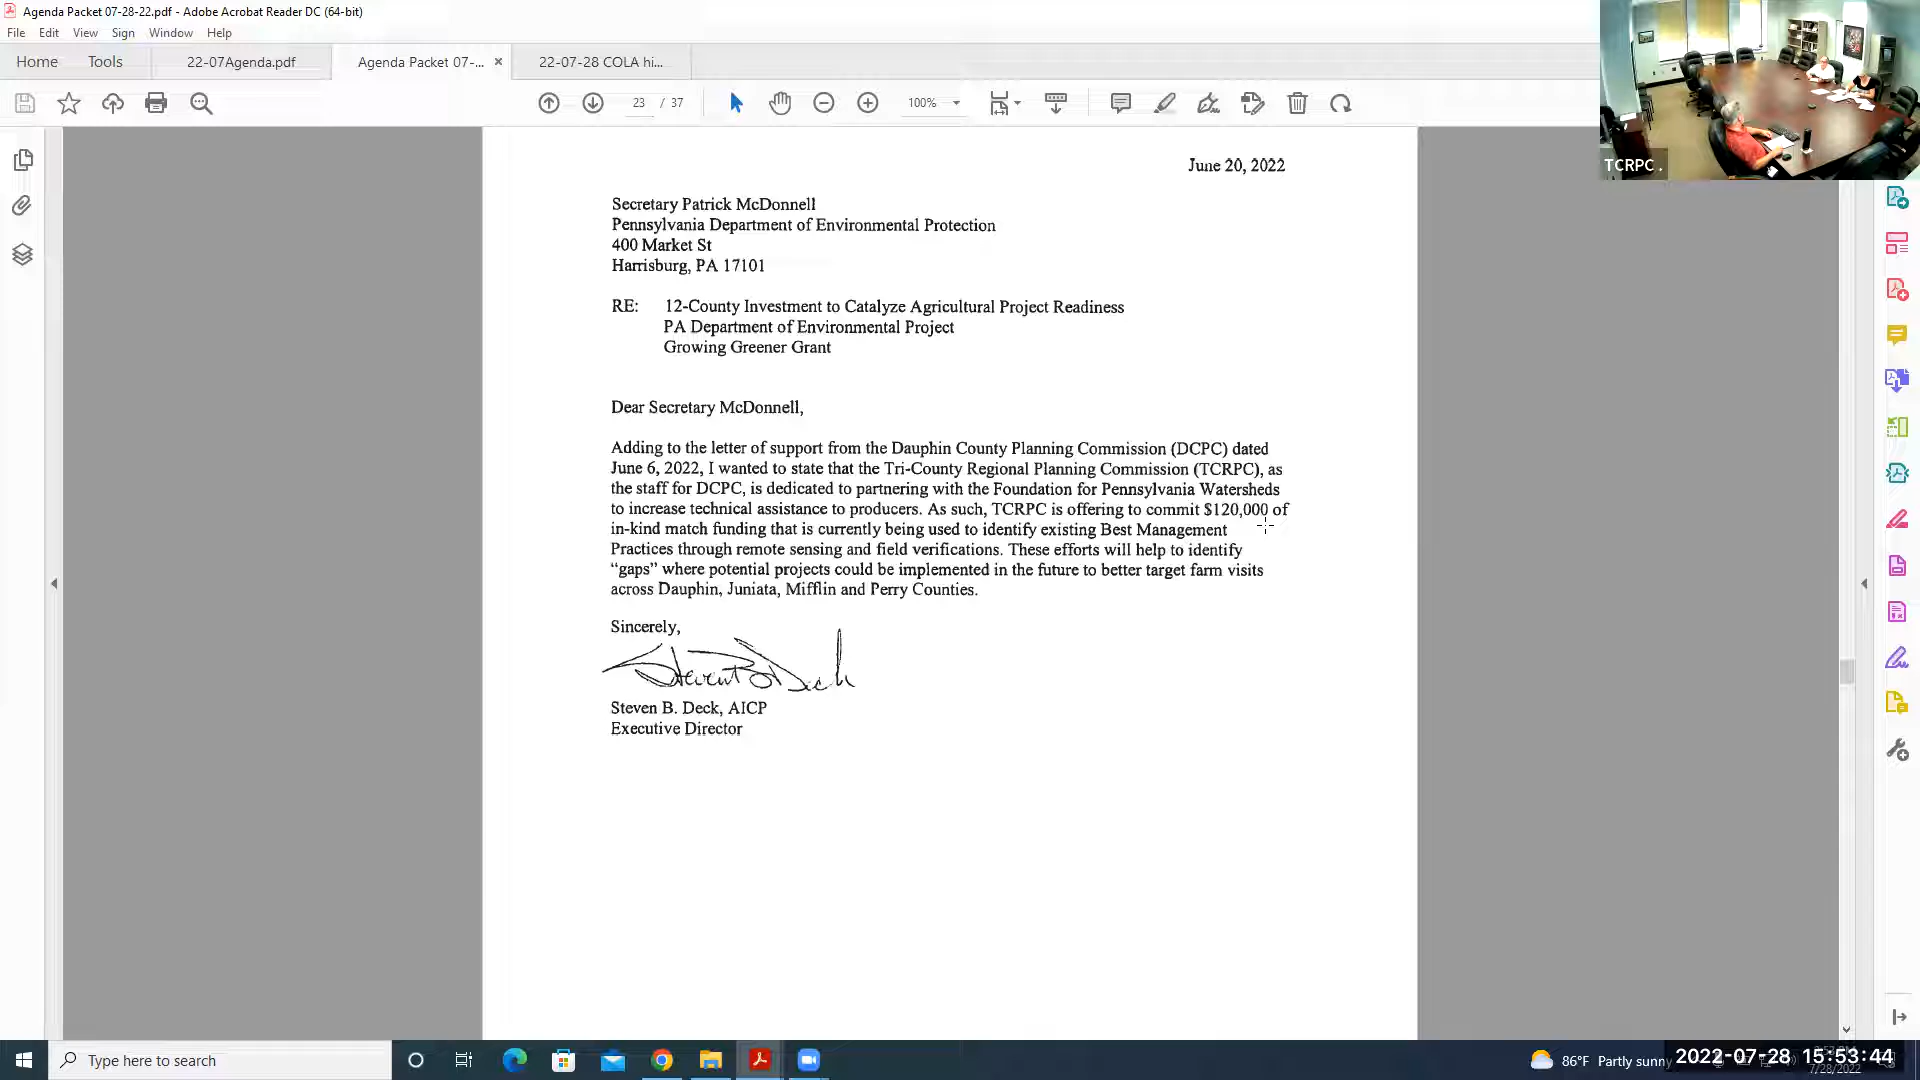 Agenda Packet 07-28-22.pdf - Adobe Acrobat Reader DC (64-bit)
File Edit View Sign Window Help
Home Tools 22-07Agenda.pdf Agenda Packet 07-... × 22-07-28 COLA hi...
23 / 37 100%
TCRPC .
June 20, 2022
Secretary Patrick McDonnell
Pennsylvania Department of Environmental Protection
400 Market St
Harrisburg, PA 17101
RE: 12-County Investment to Catalyze Agricultural Project Readiness
PA Department of Environmental Project
Growing Greener Grant
Dear Secretary McDonnell,
Adding to the letter of support from the Dauphin County Planning Commission (DCPC) dated
June 6, 2022, I wanted to state that the Tri-County Regional Planning Commission (TCRPC), as
the staff for DCPC, is dedicated to partnering with the Foundation for Pennsylvania Watersheds
to increase technical assistance to producers. As such, TCRPC is offering to commit $120,000 of
in-kind match funding that is currently being used to identify existing Best Management
Practices through remote sensing and field verifications. These efforts will help to identify
“gaps” where potential projects could be implemented in the future to better target farm visits
across Dauphin, Juniata, Mifflin and Perry Counties.
Sincerely,
Steven B Deck
Steven B. Deck, AICP
Executive Director
Type here to search
86°F Partly sunny
2022-07-28 15:53:44
7/28/2022